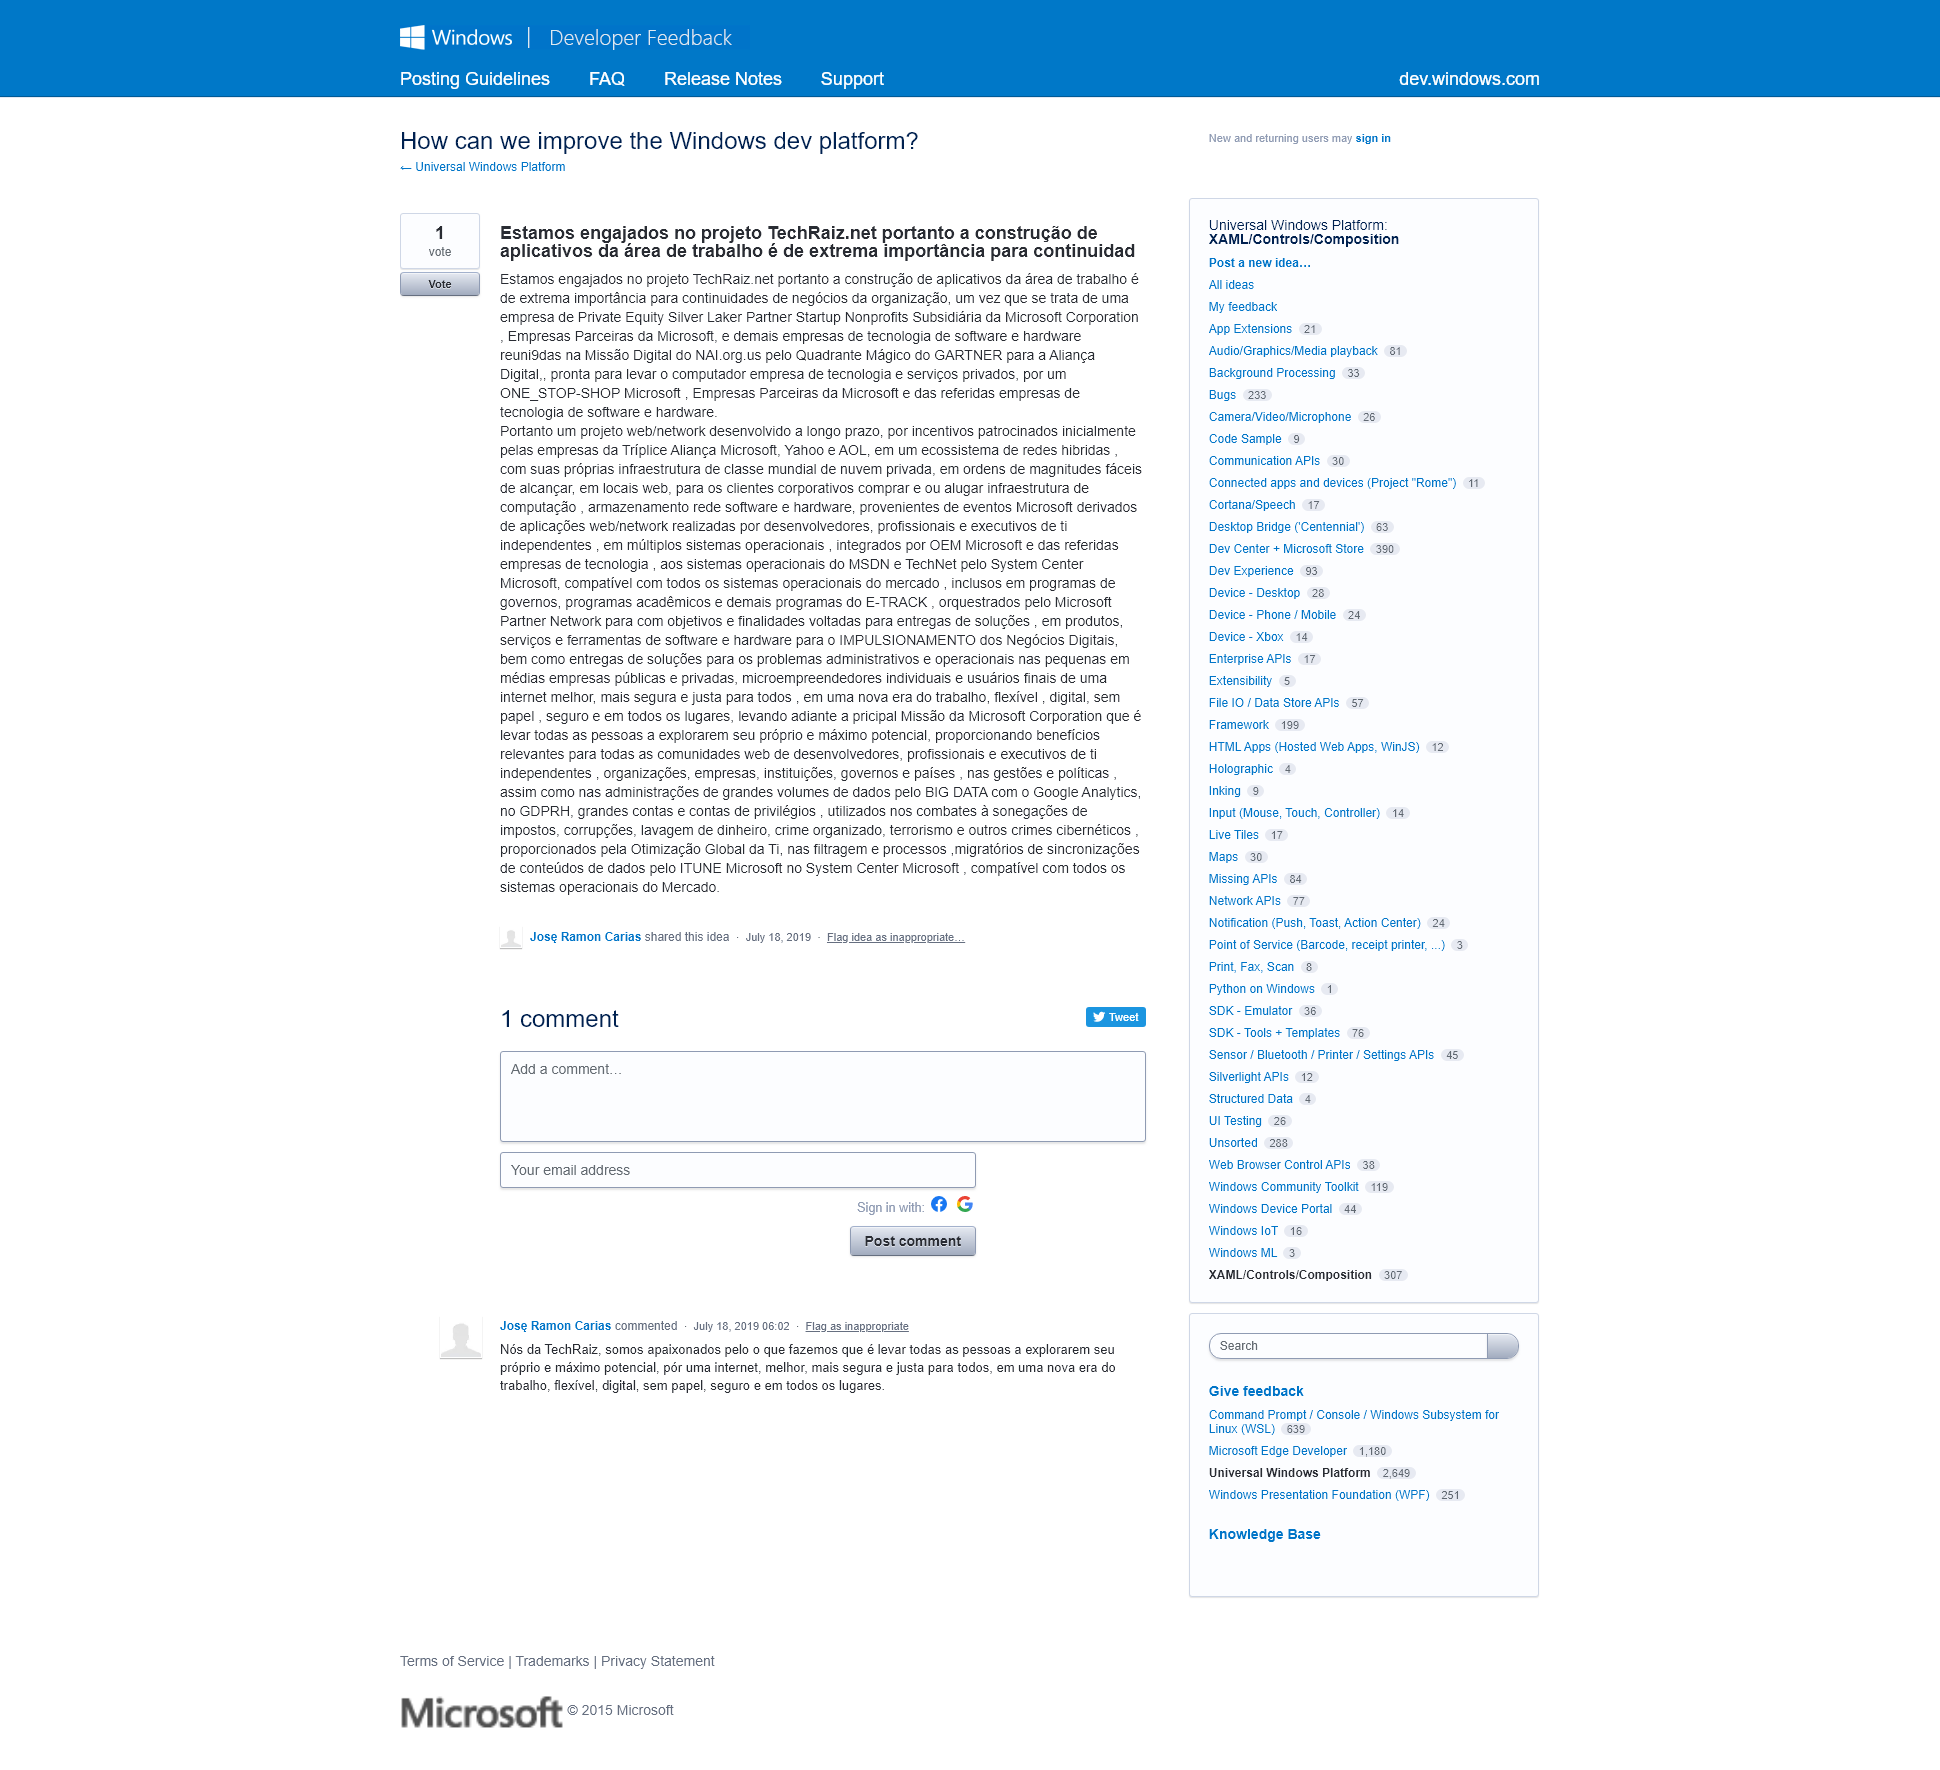 Windows | Developer Feedback
Posting Guidelines FAQ Release Notes Support dev.windows.com
How can we improve the Windows dev platform?
← Universal Windows Platform
New and returning users may sign in
1
vote
Vote
Estamos engajados no projeto TechRaiz.net portanto a construção de
aplicativos da área de trabalho é de extrema importância para continuidad
Estamos engajados no projeto TechRaiz.net portanto a construção de aplicativos da área de trabalho é
de extrema importância para continuidades de negócios da organização, um vez que se trata de uma
empresa de Private Equity Silver Laker Partner Startup Nonprofits Subsidiária da Microsoft Corporation
, Empresas Parceiras da Microsoft, e demais empresas de tecnologia de software e hardware
reuni9das na Missão Digital do NAI.org.us pelo Quadrante Mágico do GARTNER para a Aliança
Digital,, pronta para levar o computador empresa de tecnologia e serviços privados, por um
ONE_STOP-SHOP Microsoft , Empresas Parceiras da Microsoft e das referidas empresas de
tecnologia de software e hardware.
Portanto um projeto web/network desenvolvido a longo prazo, por incentivos patrocinados inicialmente
pelas empresas da Tríplice Aliança Microsoft, Yahoo e AOL, em um ecossistema de redes hibridas ,
com suas próprias infraestrutura de classe mundial de nuvem privada, em ordens de magnitudes fáceis
de alcançar, em locais web, para os clientes corporativos comprar e ou alugar infraestrutura de
computação , armazenamento rede software e hardware, provenientes de eventos Microsoft derivados
de aplicações web/network realizadas por desenvolvedores, profissionais e executivos de ti
independentes , em múltiplos sistemas operacionais , integrados por OEM Microsoft e das referidas
empresas de tecnologia , aos sistemas operacionais do MSDN e TechNet pelo System Center
Microsoft, compatível com todos os sistemas operacionais do mercado , inclusos em programas de
governos, programas acadêmicos e demais programas do E-TRACK , orquestrados pelo Microsoft
Partner Network para com objetivos e finalidades voltadas para entregas de soluções , em produtos,
serviços e ferramentas de software e hardware para o IMPULSIONAMENTO dos Negócios Digitais,
bem como entregas de soluções para os problemas administrativos e operacionais nas pequenas em
médias empresas públicas e privadas, microempreendedores individuais e usuários finais de uma
internet melhor, mais segura e justa para todos , em uma nova era do trabalho, flexível , digital, sem
papel , seguro e em todos os lugares, levando adiante a pricipal Missão da Microsoft Corporation que é
levar todas as pessoas a explorarem seu próprio e máximo potencial, proporcionando benefícios
relevantes para todas as comunidades web de desenvolvedores, profissionais e executivos de ti
independentes , organizações, empresas, instituições, governos e países , nas gestões e políticas ,
assim como nas administrações de grandes volumes de dados pelo BIG DATA com o Google Analytics,
no GDPRH, grandes contas e contas de privilégios , utilizados nos combates à sonegações de
impostos, corrupções, lavagem de dinheiro, crime organizado, terrorismo e outros crimes cibernéticos ,
proporcionados pela Otimização Global da Ti, nas filtragem e processos ,migratórios de sincronizações
de conteúdos de dados pelo ITUNE Microsoft no System Center Microsoft , compatível com todos os
sistemas operacionais do Mercado.
Josę Ramon Carias shared this idea · July 18, 2019 · Flag idea as inappropriate…
1 comment
Tweet
Add a comment…
Your email address
Sign in with:
Post comment
Josę Ramon Carias commented · July 18, 2019 06:02 · Flag as inappropriate
Nós da TechRaiz, somos apaixonados pelo o que fazemos que é levar todas as pessoas a explorarem seu
próprio e máximo potencial, pór uma internet, melhor, mais segura e justa para todos, em uma nova era do
trabalho, flexível, digital, sem papel, seguro e em todos os lugares.
Universal Windows Platform:
XAML/Controls/Composition
Post a new idea…
All ideas
My feedback
App Extensions 21
Audio/Graphics/Media playback 81
Background Processing 33
Bugs 233
Camera/Video/Microphone 26
Code Sample 9
Communication APIs 30
Connected apps and devices (Project "Rome") 11
Cortana/Speech 17
Desktop Bridge ('Centennial') 63
Dev Center + Microsoft Store 390
Dev Experience 93
Device - Desktop 28
Device - Phone / Mobile 24
Device - Xbox 14
Enterprise APIs 17
Extensibility 5
File IO / Data Store APIs 57
Framework 199
HTML Apps (Hosted Web Apps, WinJS) 12
Holographic 4
Inking 9
Input (Mouse, Touch, Controller) 14
Live Tiles 17
Maps 30
Missing APIs 84
Network APIs 77
Notification (Push, Toast, Action Center) 24
Point of Service (Barcode, receipt printer, ...) 3
Print, Fax, Scan 8
Python on Windows 1
SDK - Emulator 36
SDK - Tools + Templates 76
Sensor / Bluetooth / Printer / Settings APIs 45
Silverlight APIs 12
Structured Data 4
UI Testing 26
Unsorted 288
Web Browser Control APIs 38
Windows Community Toolkit 119
Windows Device Portal 44
Windows IoT 16
Windows ML 3
XAML/Controls/Composition 307
Search
Give feedback
Command Prompt / Console / Windows Subsystem for
Linux (WSL) 639
Microsoft Edge Developer 1,180
Universal Windows Platform 2,649
Windows Presentation Foundation (WPF) 251
Knowledge Base
Terms of Service | Trademarks | Privacy Statement
Microsoft © 2015 Microsoft